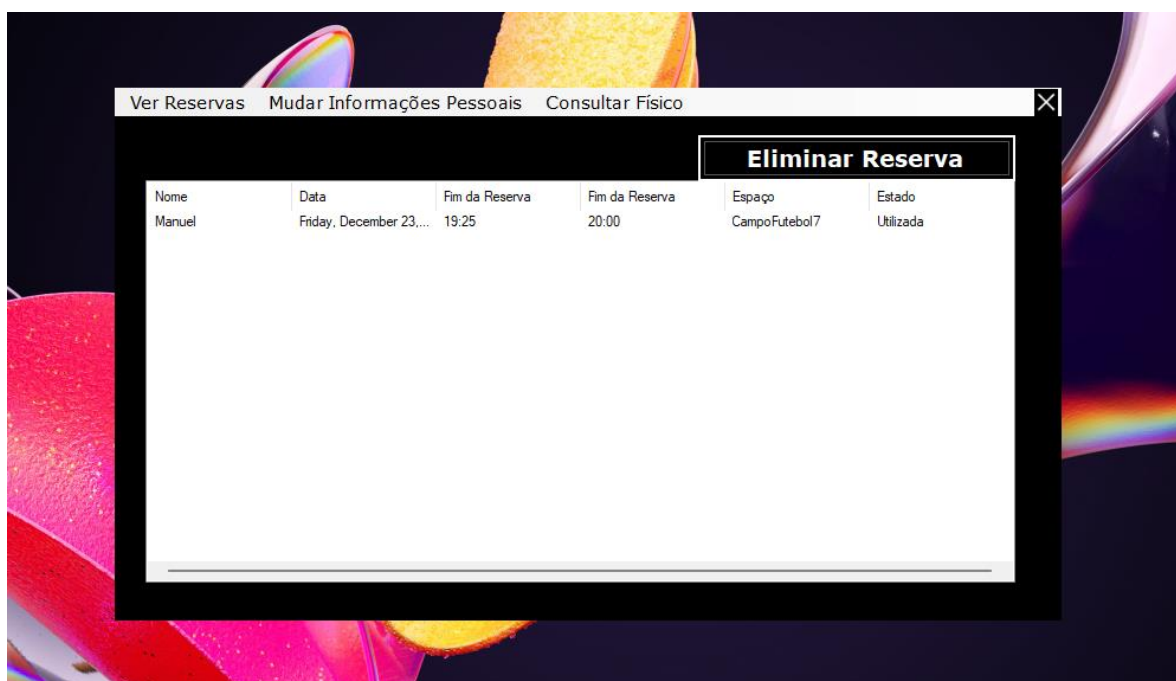 Ver Reservas Mudar Informações Pessoais Consultar Físico
Eliminar Reserva
Nome Data Fim da Reserva Fim da Reserva Espaço Estado
Manuel Friday, December 23,... 19:25 20:00 CampoFutebol7 Utilizada